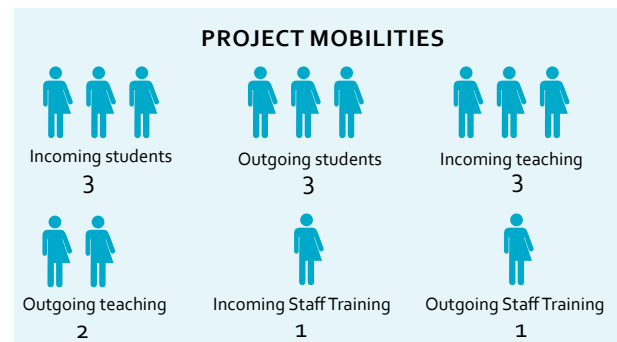 PROJECT MOBILITIES
Incoming students
3
Outgoing students
3
Incoming teaching
3
Outgoing teaching
2
Incoming Staff Training
1
Outgoing Staff Training
1